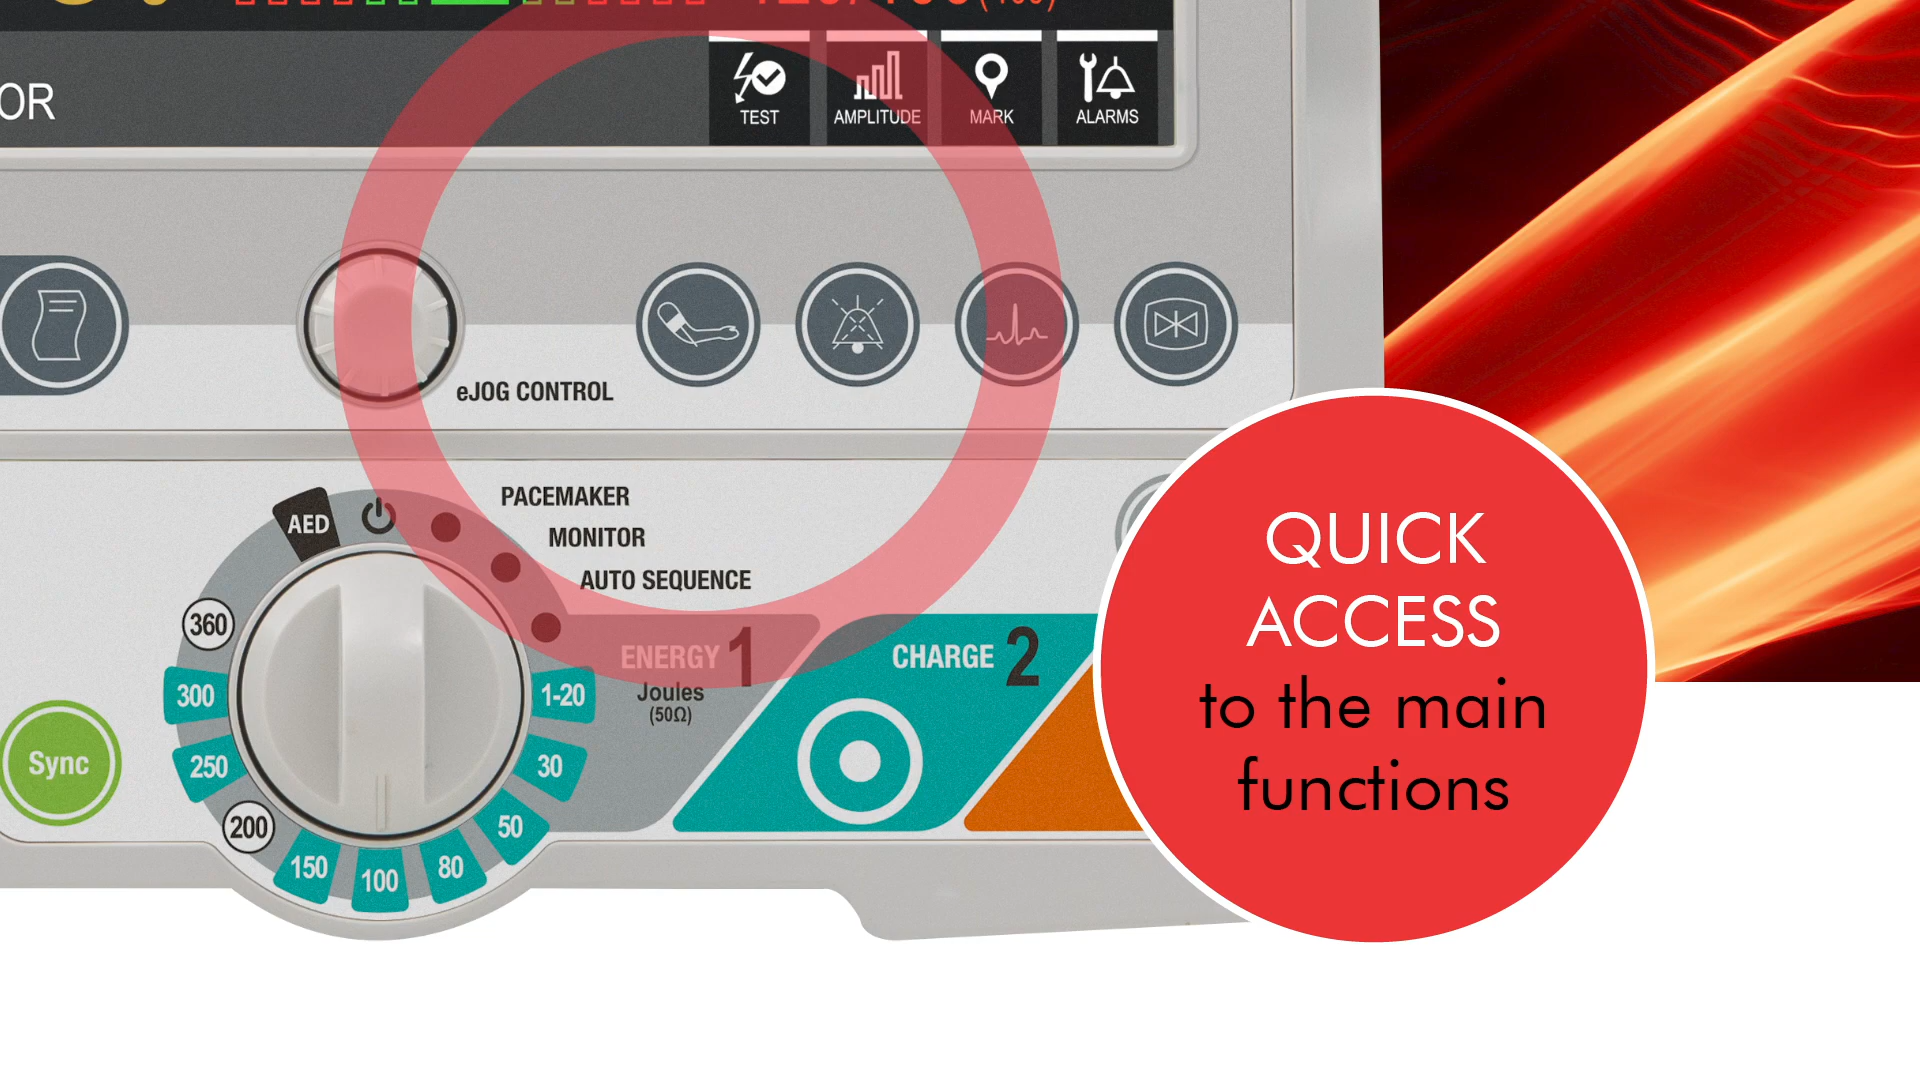 OR
TEST
AMPLITUDE
MARK
ALARMS
eJOG CONTROL
PACEMAKER
MONITOR
AUTO SEQUENCE
AED
360
300
250
200
150
100
80
50
30
1-20
Sync
ENERGY 1
Joules
(50Ω)
CHARGE 2
QUICK
ACCESS
to the main
functions